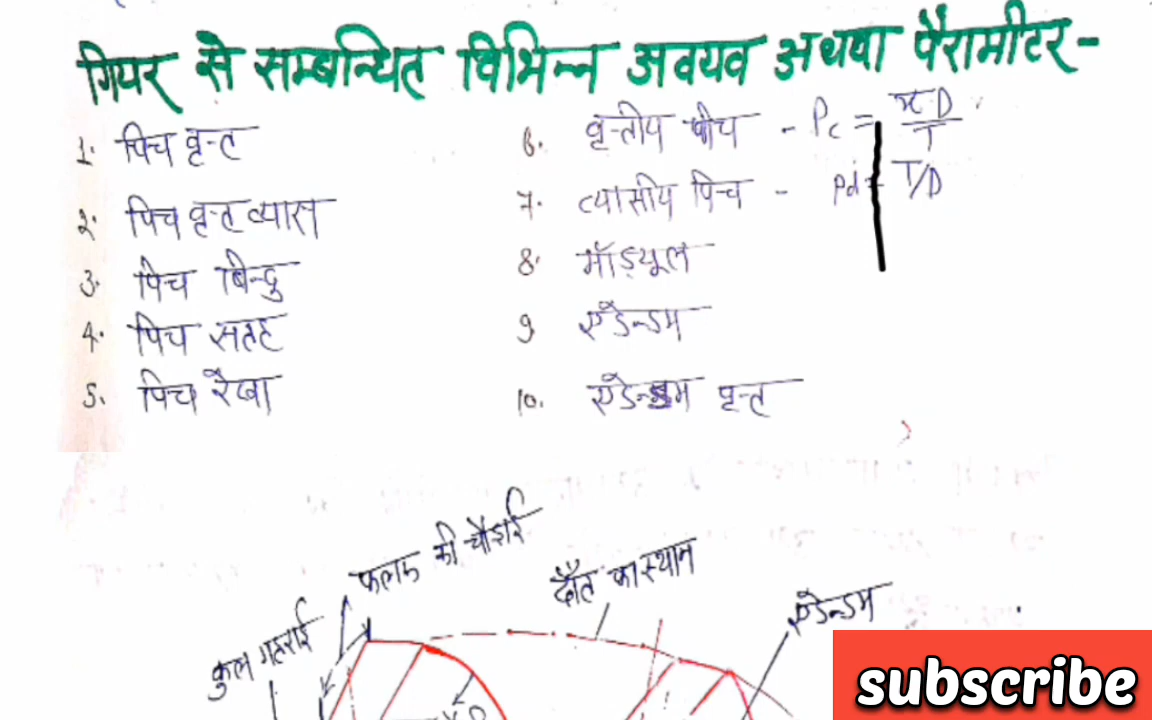 गियर से सम्बन्धित विभिन्न अवयव अथवा पैरामीटर-
1. पिच वृत्त
2. पिच वृत्त व्यास
3. पिच बिन्दु
4. पिच सतह
5. पिच रेखा
6. वृत्तीय पीच - Pc = πD/T
7. व्यासीय पिच - Pd = T/D
8. मॉड्यूल
9 एडेन्डम
10. एडेन्डम वृत्त
फलक की चौड़ाई
दाँत का स्थान
एडेन्डम
कुल गहराई
subscribe